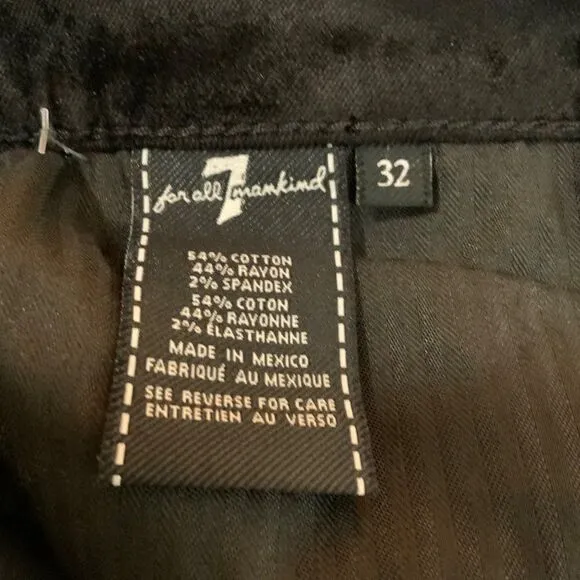 for all 7 mankind
32
54% COTTON
44% RAYON
2% SPANDEX
54% COTON
44% RAYONNE
2% ÉLASTHANNE
MADE IN MEXICO
FABRIQUÉ AU MEXIQUE
SEE REVERSE FOR CARE
ENTRETIEN AU VERSO